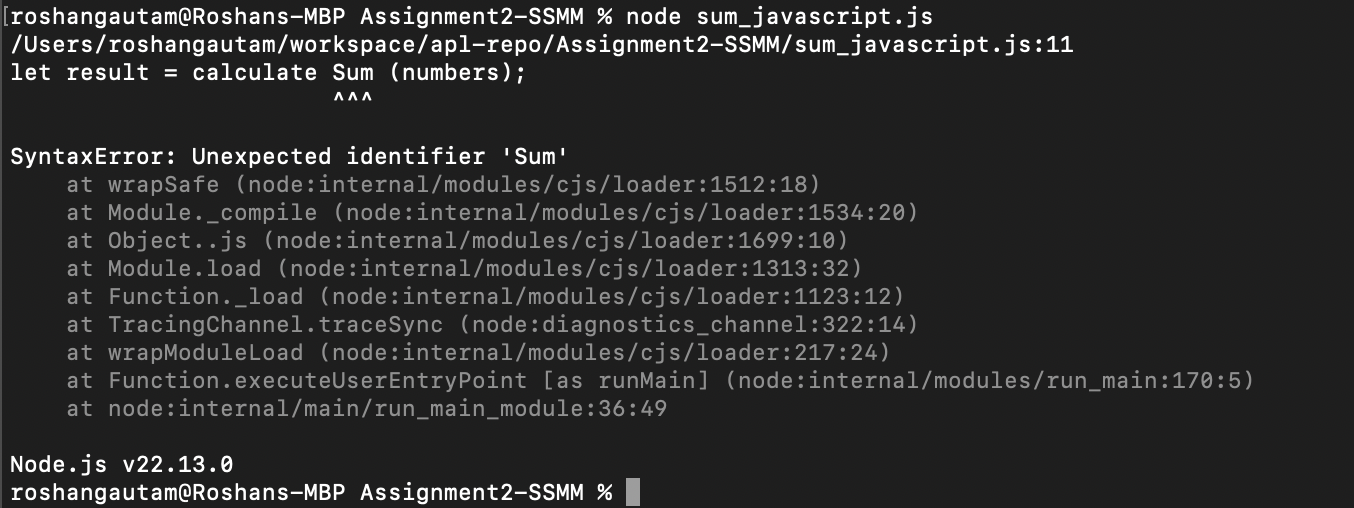 [roshangautam@Roshans-MBP Assignment2-SSMM % node sum_javascript.js
/Users/roshangautam/workspace/apl-repo/Assignment2-SSMM/sum_javascript.js:11
let result = calculate Sum (numbers);
                       ^^^

SyntaxError: Unexpected identifier 'Sum'
    at wrapSafe (node:internal/modules/cjs/loader:1512:18)
    at Module._compile (node:internal/modules/cjs/loader:1534:20)
    at Object..js (node:internal/modules/cjs/loader:1699:10)
    at Module.load (node:internal/modules/cjs/loader:1313:32)
    at Function._load (node:internal/modules/cjs/loader:1123:12)
    at TracingChannel.traceSync (node:diagnostics_channel:322:14)
    at wrapModuleLoad (node:internal/modules/cjs/loader:217:24)
    at Function.executeUserEntryPoint [as runMain] (node:internal/modules/run_main:170:5)
    at node:internal/main/run_main_module:36:49

Node.js v22.13.0
roshangautam@Roshans-MBP Assignment2-SSMM %